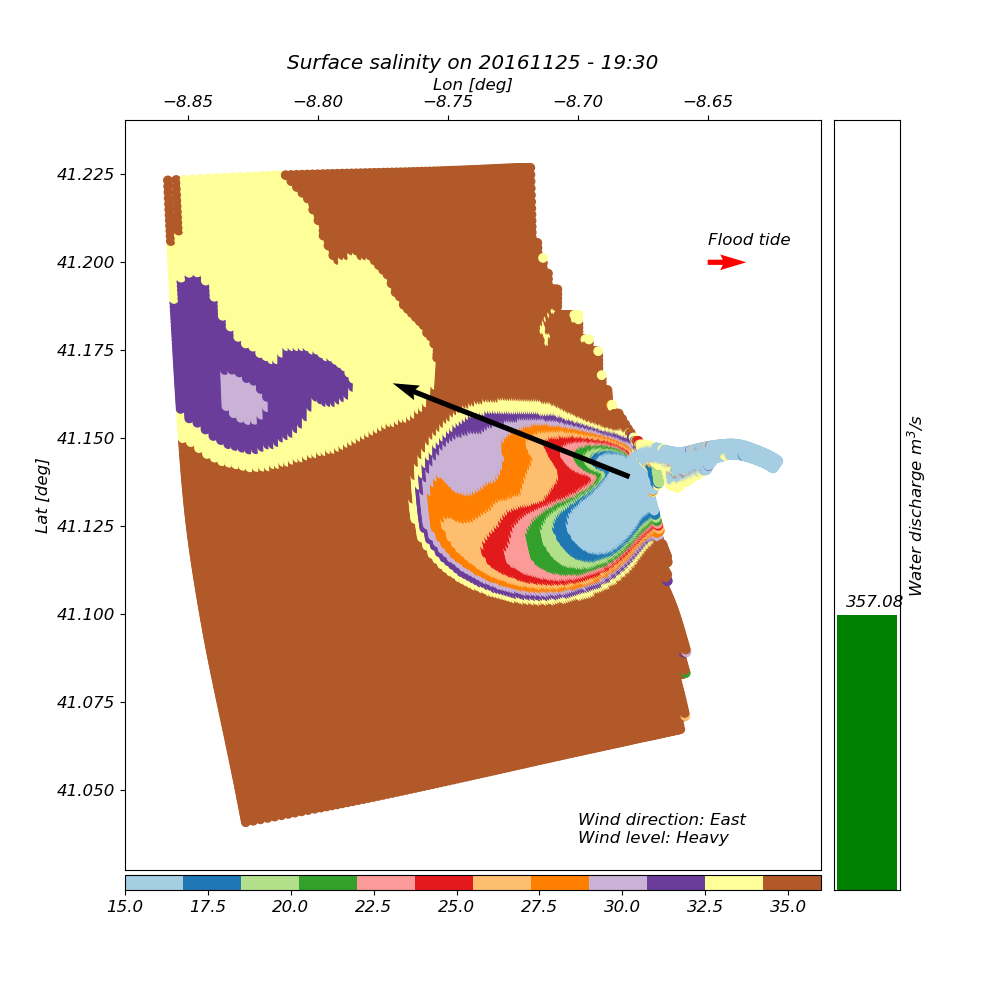 Surface salinity on 20161125 - 19:30
Lon [deg]
−8.85 −8.80 −8.75 −8.70 −8.65
41.225
41.200
41.175
41.150
41.125
41.100
41.075
41.050
Lat [deg]
Flood tide
Wind direction: East
Wind level: Heavy
357.08
Water discharge m³/s
15.0 17.5 20.0 22.5 25.0 27.5 30.0 32.5 35.0